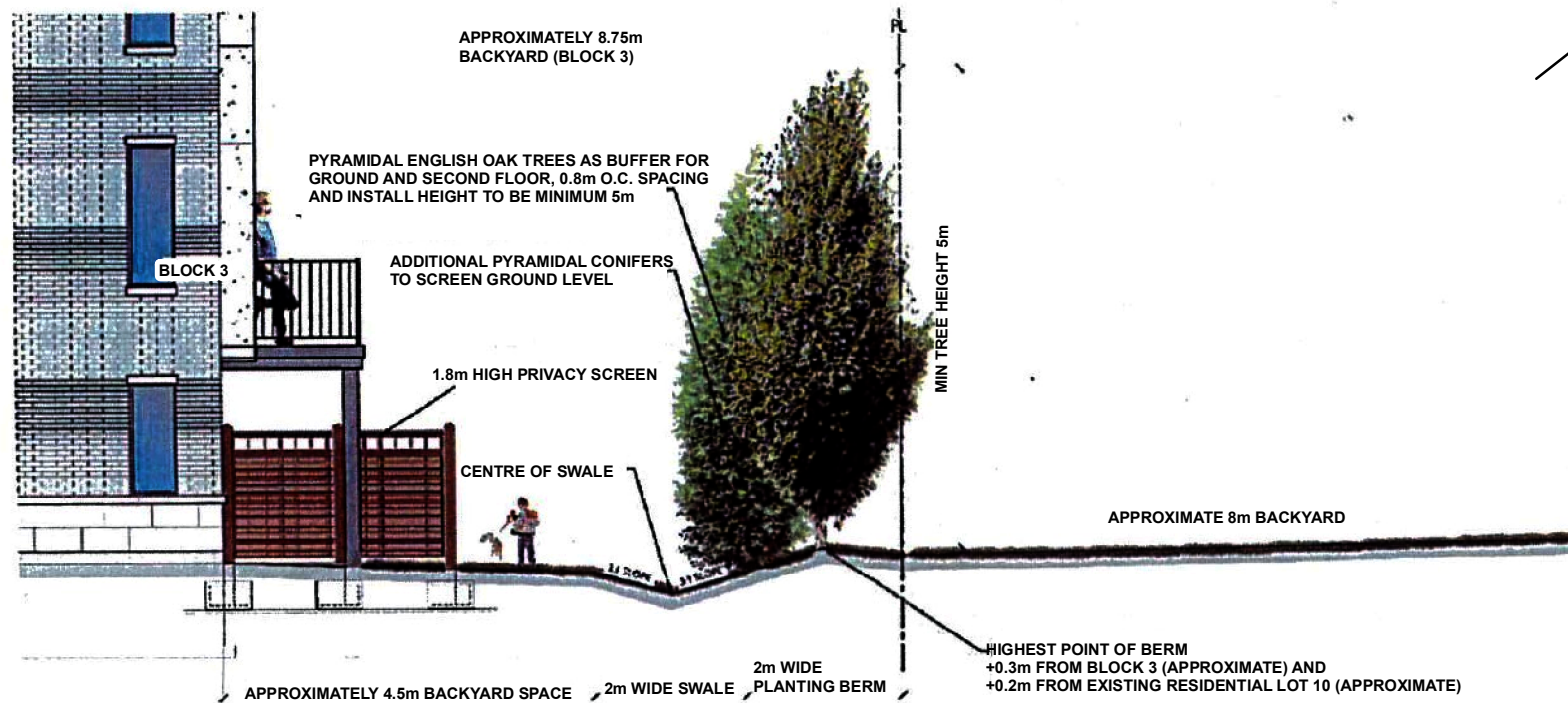 APPROXIMATELY 8.75m
BACKYARD (BLOCK 3)
PL
PYRAMIDAL ENGLISH OAK TREES AS BUFFER FOR
GROUND AND SECOND FLOOR, 0.8m O.C. SPACING
AND INSTALL HEIGHT TO BE MINIMUM 5m
BLOCK 3
ADDITIONAL PYRAMIDAL CONIFERS
TO SCREEN GROUND LEVEL
MIN TREE HEIGHT 5m
1.8m HIGH PRIVACY SCREEN
CENTRE OF SWALE
APPROXIMATE 8m BACKYARD
SLOPE
SLOPE
HIGHEST POINT OF BERM
+0.3m FROM BLOCK 3 (APPROXIMATE) AND
+0.2m FROM EXISTING RESIDENTIAL LOT 10 (APPROXIMATE)
APPROXIMATELY 4.5m BACKYARD SPACE
2m WIDE SWALE
2m WIDE
PLANTING BERM